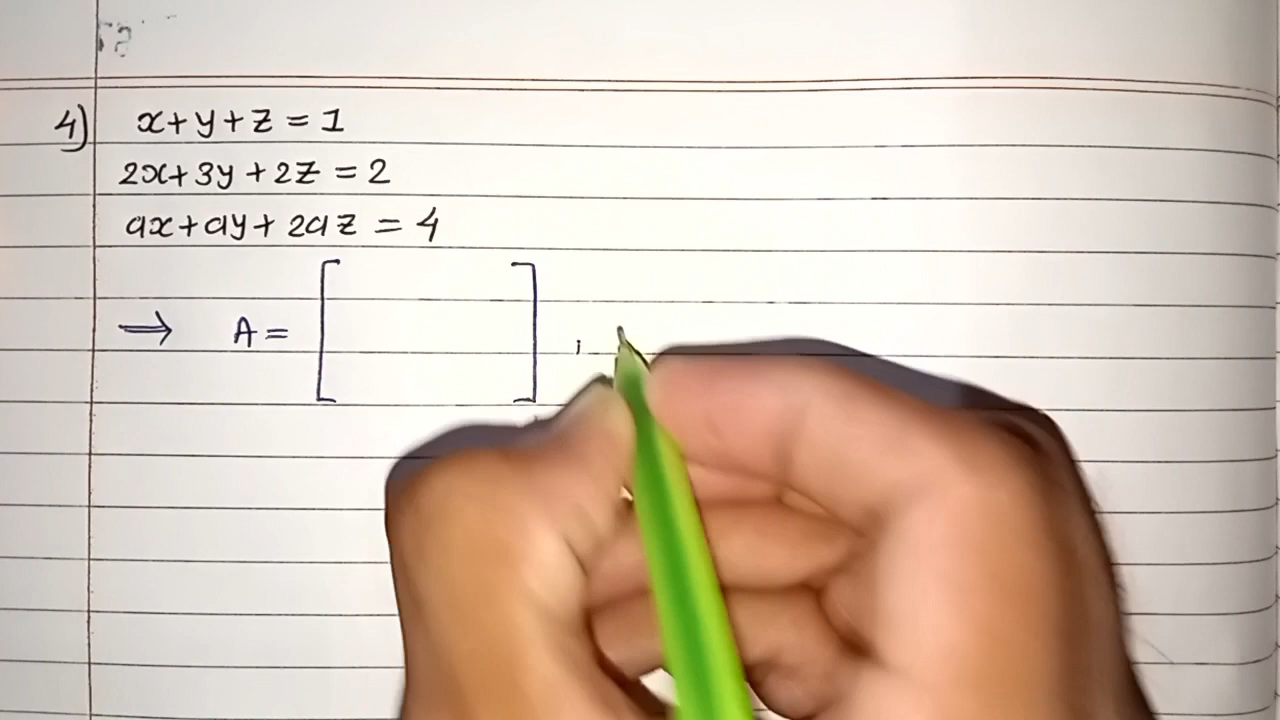 4) x+y+z=1
2x+3y+2z=2
ax+ay+2az=4
→ A=[ ],